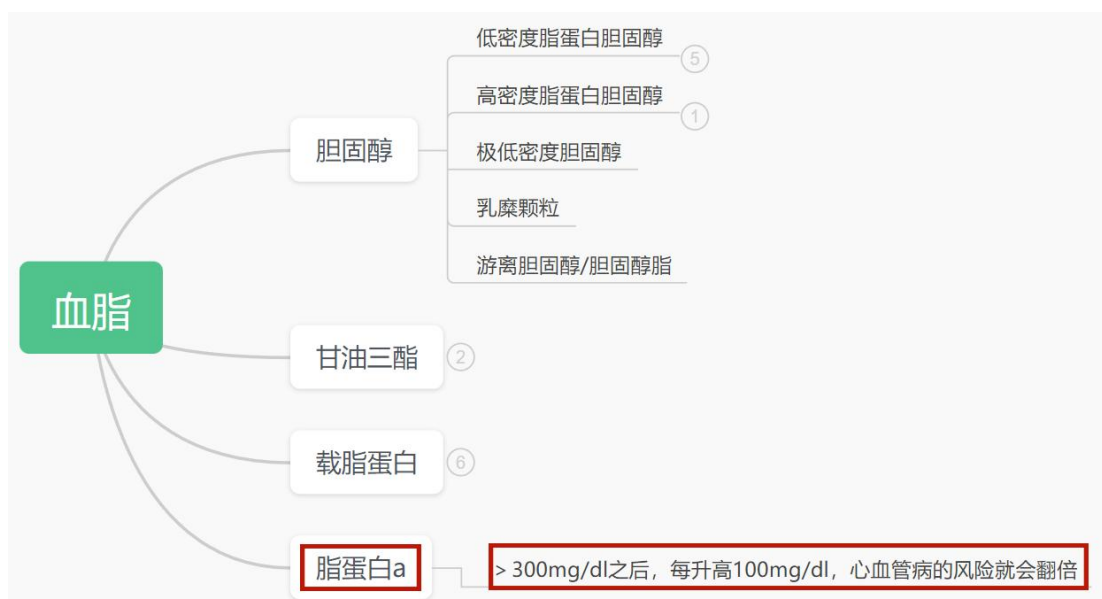 低密度脂蛋白胆固醇
5
高密度脂蛋白胆固醇
1
胆固醇
极低密度胆固醇
乳糜颗粒
游离胆固醇/胆固醇脂
血脂
甘油三酯
2
载脂蛋白
6
脂蛋白a
>300mg/dl之后，每升高100mg/dl，心血管病的风险就会翻倍